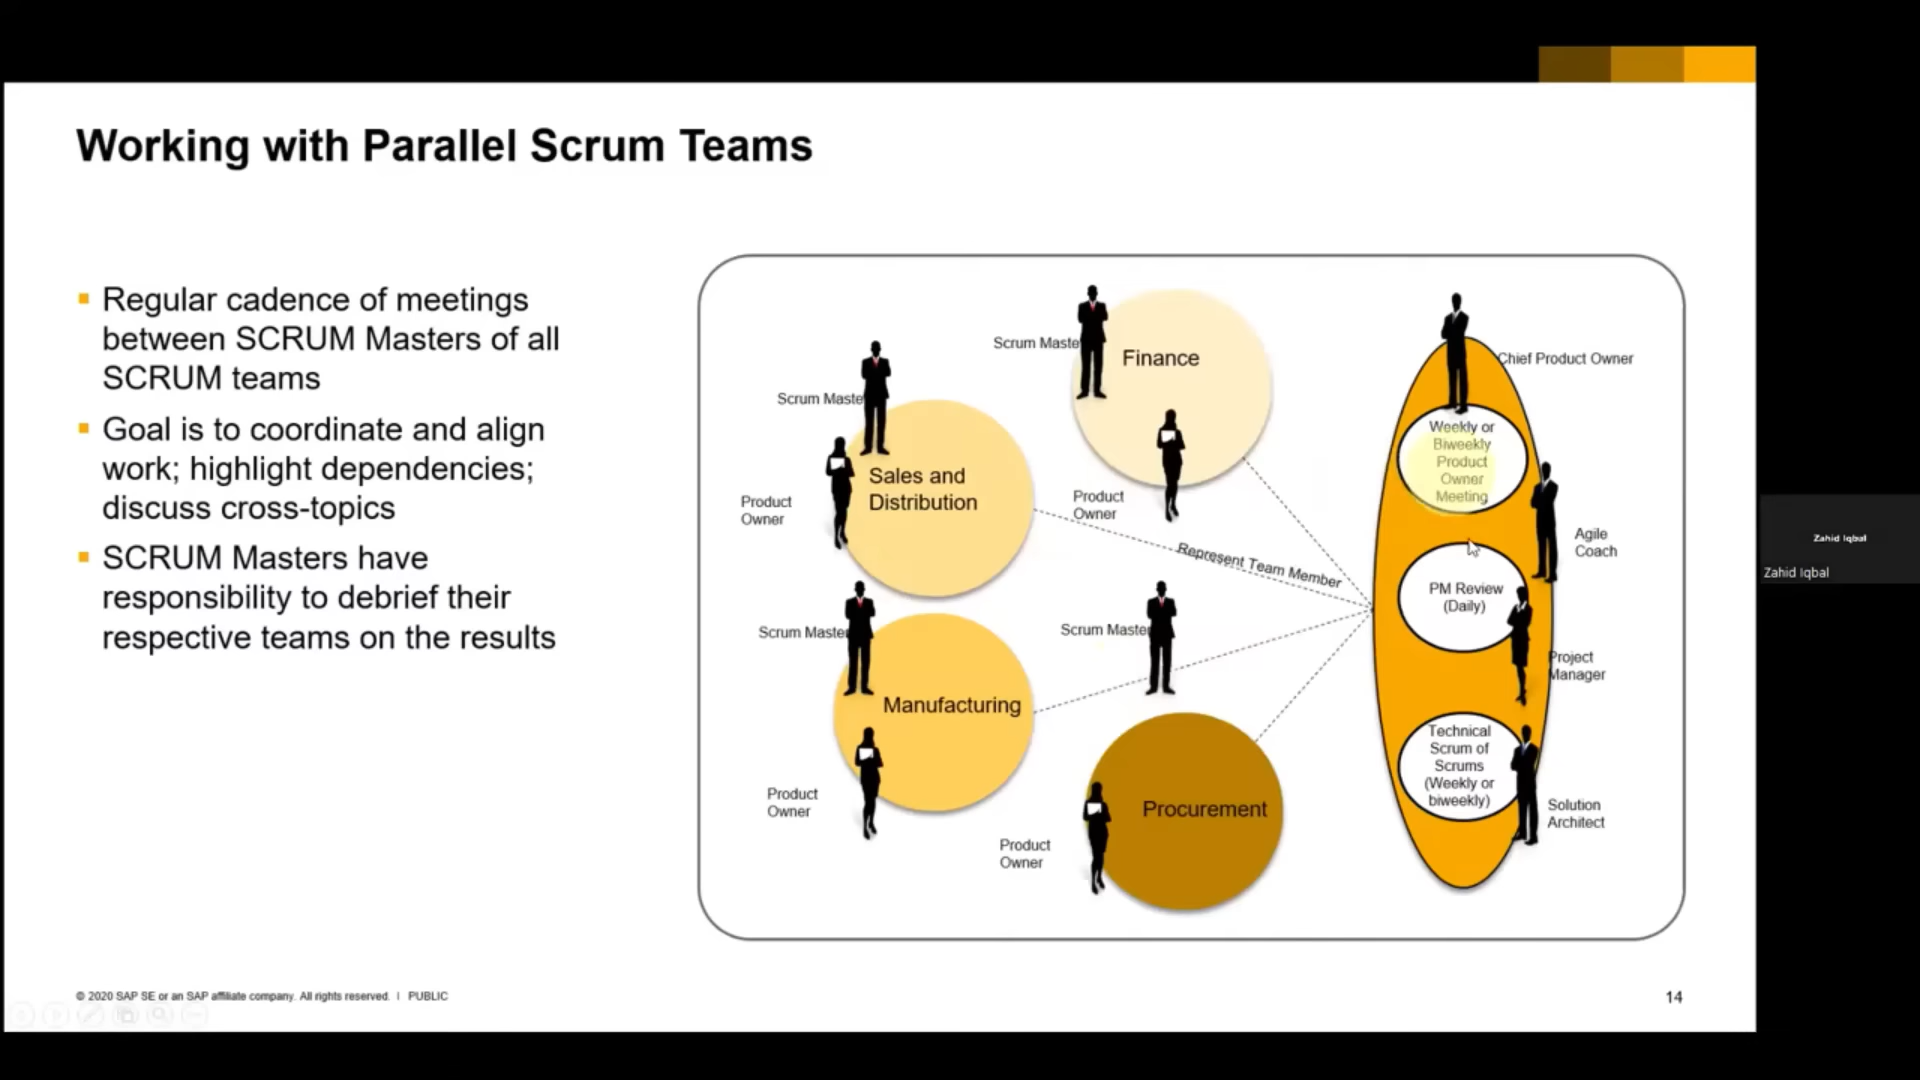 Working with Parallel Scrum Teams
Regular cadence of meetings
between SCRUM Masters of all
SCRUM teams
Goal is to coordinate and align
work; highlight dependencies;
discuss cross-topics
SCRUM Masters have
responsibility to debrief their
respective teams on the results
Scrum Maste
Finance
Product
Owner
Scrum Maste
Sales and
Distribution
Product
Owner
Represent Team Member
Scrum Master
Manufacturing
Product
Owner
Scrum Master
Procurement
Product
Owner
Chief Product Owner
Weekly or
Biweekly
Product
Owner
Meeting
Agile
Coach
PM Review
(Daily)
Project
Manager
Technical
Scrum of
Scrums
(Weekly or
biweekly)
Solution
Architect
Zahid Iqbal
Zahid Iqbal
© 2020 SAP SE or an SAP affiliate company. All rights reserved. | PUBLIC
14